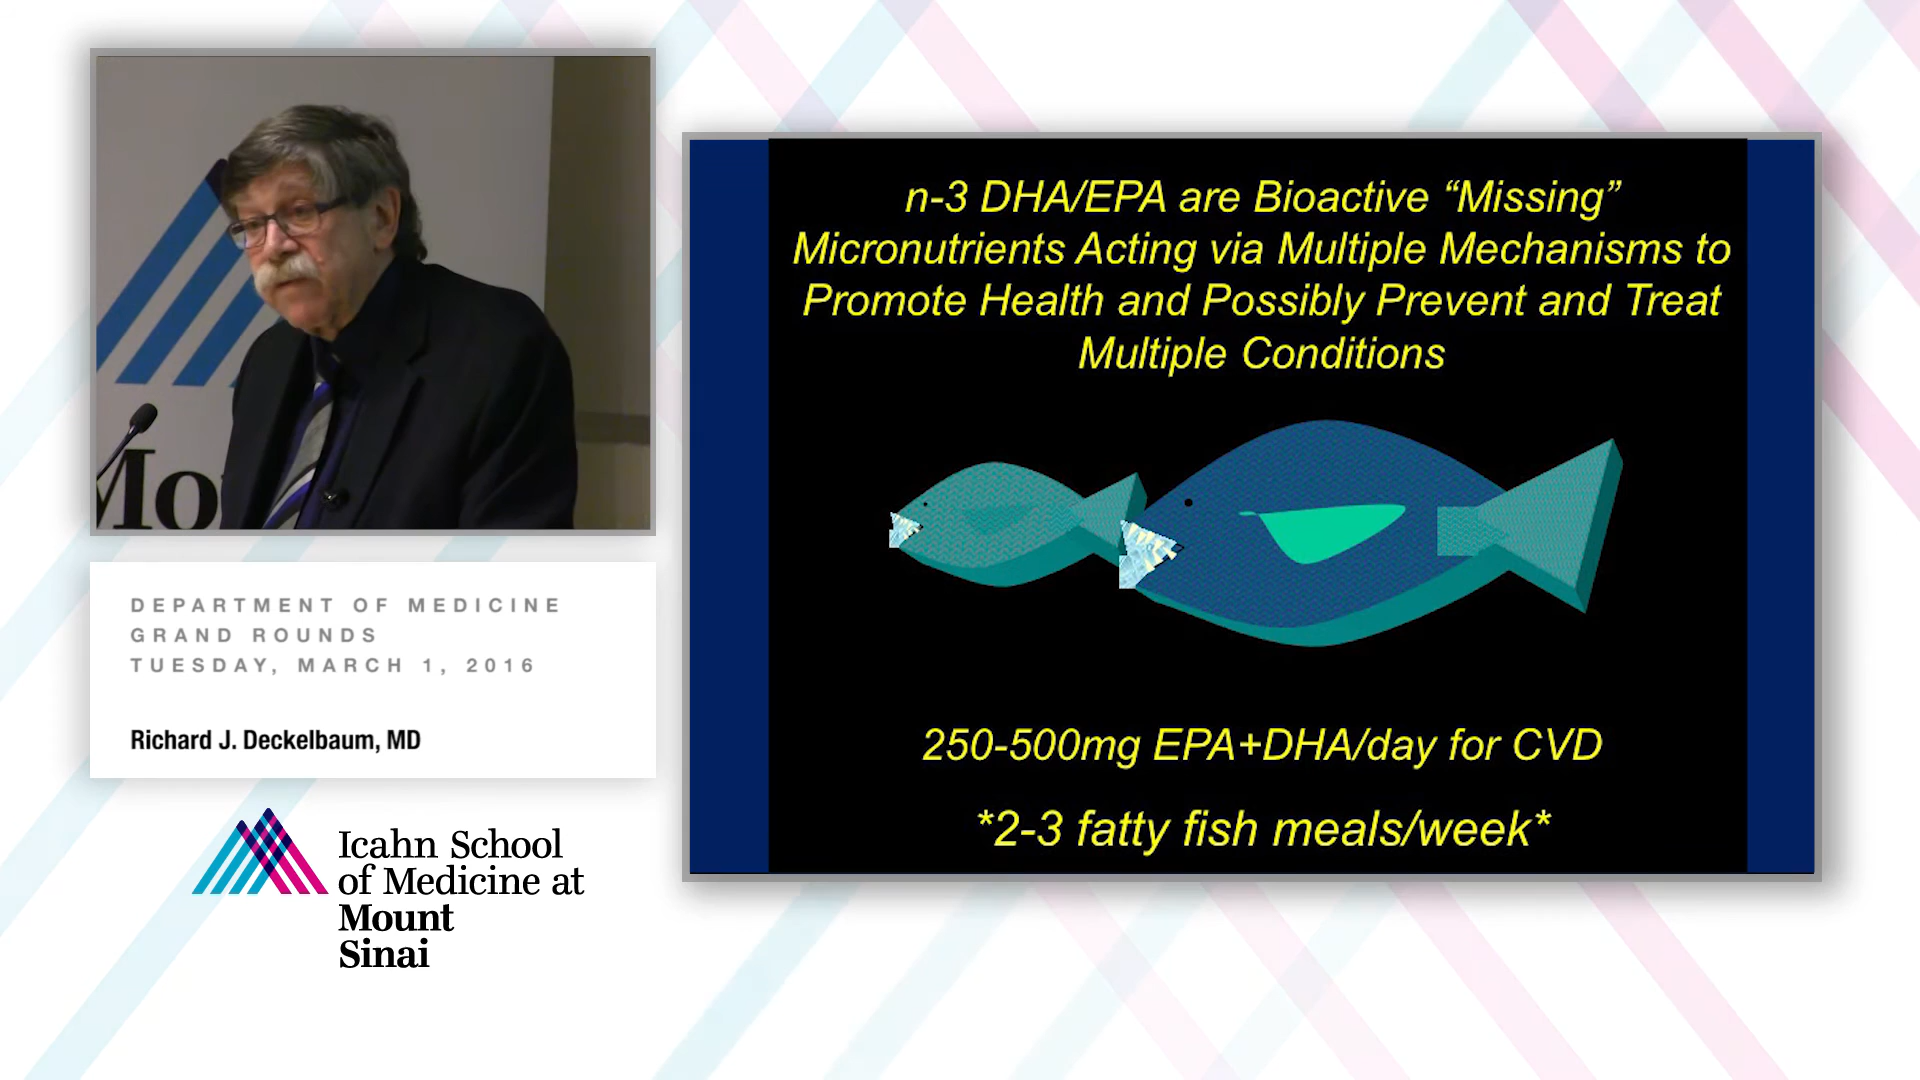 Mo
DEPARTMENT OF MEDICINE
GRAND ROUNDS
TUESDAY, MARCH 1, 2016
Richard J. Deckelbaum, MD
Icahn School
of Medicine at
Mount
Sinai
n-3 DHA/EPA are Bioactive “Missing”
Micronutrients Acting via Multiple Mechanisms to
Promote Health and Possibly Prevent and Treat
Multiple Conditions
250-500mg EPA+DHA/day for CVD
*2-3 fatty fish meals/week*